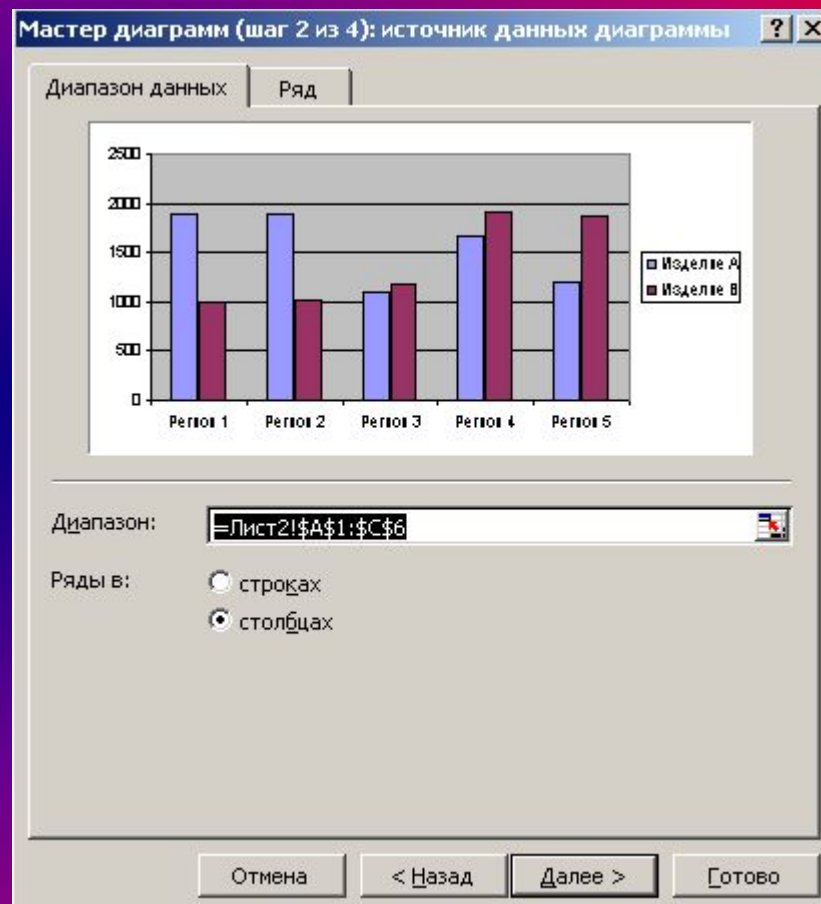 Мастер диаграмм (шаг 2 из 4): источник данных диаграммы
Диапазон данных
Ряд
2500
2000
1500
1000
500
0
Регион 1
Регион 2
Регион 3
Регион 4
Регион 5
Изделие А
Изделие В
Диапазон:
=Лист2!$A$1:$C$6
Ряды в:
строках
столбцах
Отмена
< Назад
Далее >
Готово